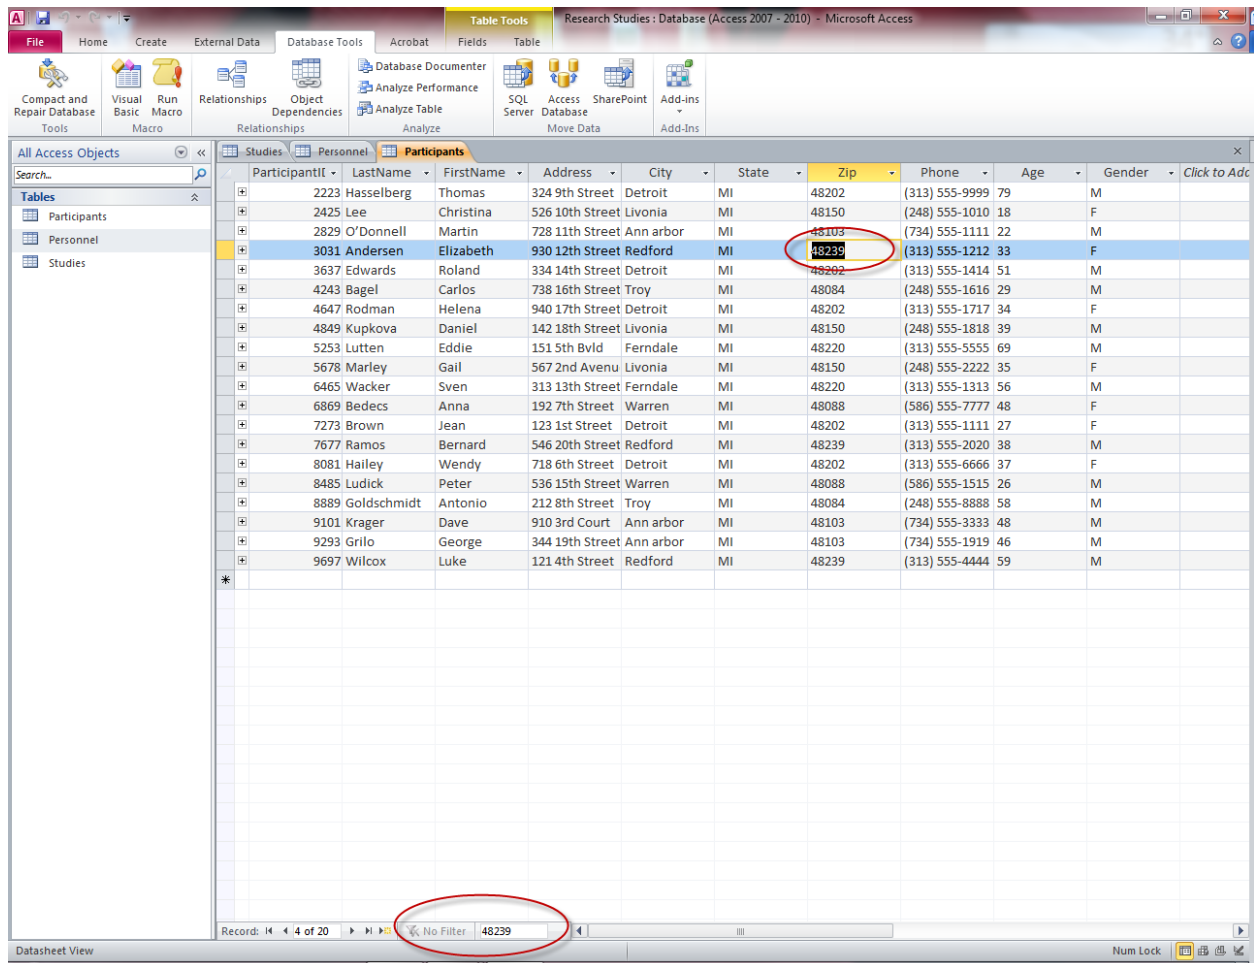 Table Tools Research Studies : Database (Access 2007 - 2010) - Microsoft Access
File Home Create External Data Database Tools Acrobat Fields Table
Compact and Repair Database
Visual Basic
Run Macro
Relationships
Object Dependencies
Database Documenter
Analyze Performance
Analyze Table
SQL Server
Access Database
SharePoint
Add-ins
Tools Macro Relationships Analyze Move Data Add-Ins
All Access Objects
Search...
Tables
Participants
Personnel
Studies
Studies Personnel Participants
ParticipantII LastName FirstName Address City State Zip Phone Age Gender Click to Add
2223 Hasselberg Thomas 324 9th Street Detroit MI 48202 (313) 555-9999 79 M
2425 Lee Christina 526 10th Street Livonia MI 48150 (248) 555-1010 18 F
2829 O'Donnell Martin 728 11th Street Ann arbor MI 48103 (734) 555-1111 22 M
3031 Andersen Elizabeth 930 12th Street Redford MI 48239 (313) 555-1212 33 F
3637 Edwards Roland 334 14th Street Detroit MI 48202 (313) 555-1414 51 M
4243 Bagel Carlos 738 16th Street Troy MI 48084 (248) 555-1616 29 M
4647 Rodman Helena 940 17th Street Detroit MI 48202 (313) 555-1717 34 F
4849 Kupkova Daniel 142 18th Street Livonia MI 48150 (248) 555-1818 39 M
5253 Lutten Eddie 151 5th Bvld Ferndale MI 48220 (313) 555-5555 69 M
5678 Marley Gail 567 2nd Avenu Livonia MI 48150 (248) 555-2222 35 F
6465 Wacker Sven 313 13th Street Ferndale MI 48220 (313) 555-1313 56 M
6869 Bedecs Anna 192 7th Street Warren MI 48088 (586) 555-7777 48 F
7273 Brown Jean 123 1st Street Detroit MI 48202 (313) 555-1111 27 F
7677 Ramos Bernard 546 20th Street Redford MI 48239 (313) 555-2020 38 M
8081 Hailey Wendy 718 6th Street Detroit MI 48202 (313) 555-6666 37 F
8485 Ludick Peter 536 15th Street Warren MI 48088 (586) 555-1515 26 M
8889 Goldschmidt Antonio 212 8th Street Troy MI 48084 (248) 555-8888 58 M
9101 Krager Dave 910 3rd Court Ann arbor MI 48103 (734) 555-3333 48 M
9293 Grilo George 344 19th Street Ann arbor MI 48103 (734) 555-1919 46 M
9697 Wilcox Luke 121 4th Street Redford MI 48239 (313) 555-4444 59 M
Record: 4 of 20 No Filter 48239
Datasheet View Num Lock